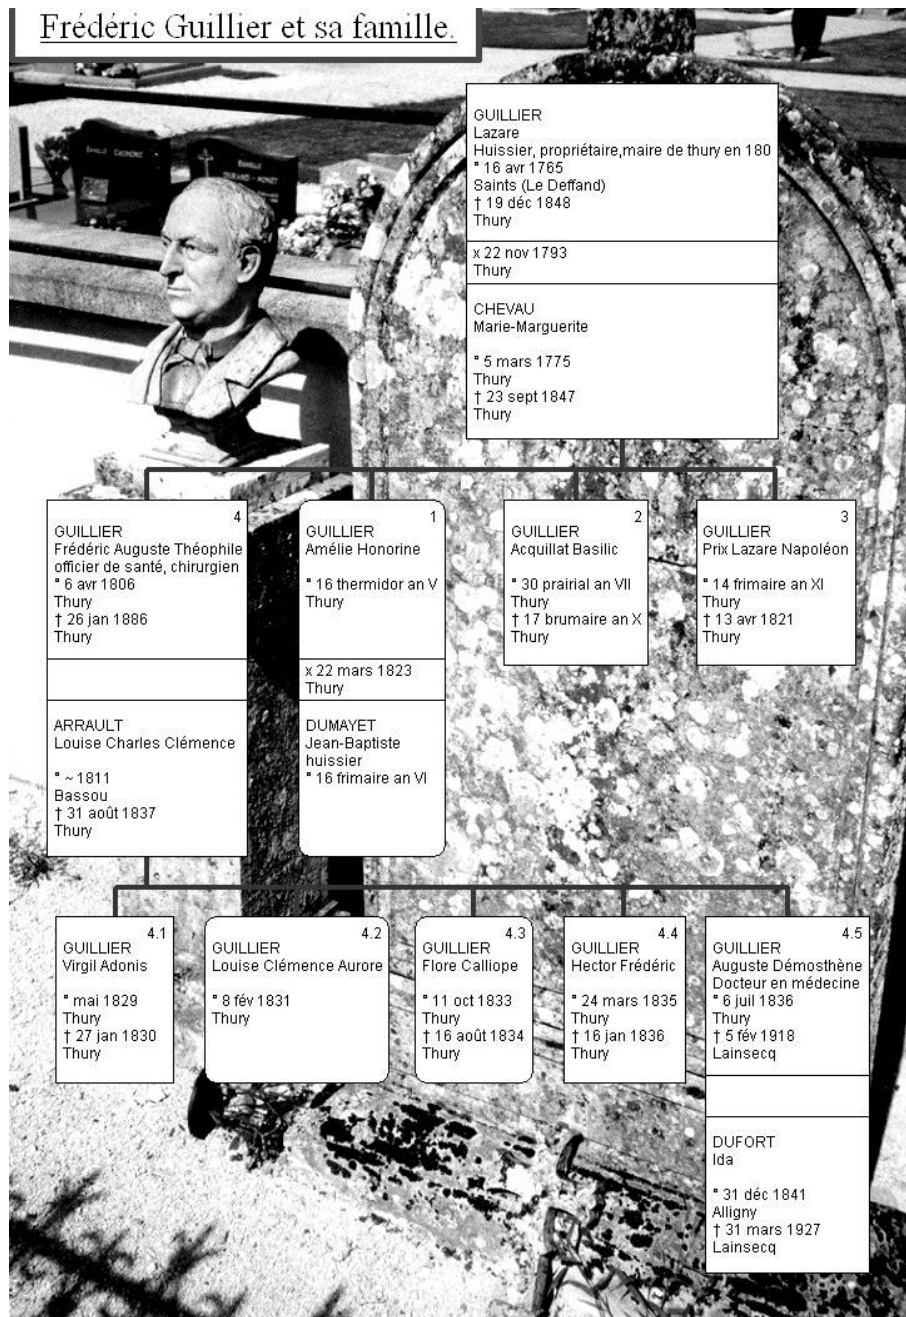 Frédéric Guillier et sa famille.
GUILLIER
Lazare
Huissier, propriétaire,maire de thury en 180
° 16 avr 1765
Saints (Le Deffand)
† 19 déc 1848
Thury
x 22 nov 1793
Thury
CHEVAU
Marie-Marguerite
° 5 mars 1775
Thury
† 23 sept 1847
Thury
4
GUILLIER
Frédéric Auguste Théophile
officier de santé, chirurgien
° 6 avr 1806
Thury
† 26 jan 1886
Thury
ARRAULT
Louise Charles Clémence
° ~ 1811
Bassou
† 31 août 1837
Thury
1
GUILLIER
Amélie Honorine
° 16 thermidor an V
Thury
x 22 mars 1823
Thury
DUMAYET
Jean-Baptiste
huissier
° 16 frimaire an VI
2
GUILLIER
Acquillat Basilic
° 30 prairial an VII
Thury
† 17 brumaire an X
Thury
3
GUILLIER
Prix Lazare Napoléon
° 14 frimaire an XI
Thury
† 13 avr 1821
Thury
4.1
GUILLIER
Virgil Adonis
° mai 1829
Thury
† 27 jan 1830
Thury
4.2
GUILLIER
Louise Clémence Aurore
° 8 fév 1831
Thury
4.3
GUILLIER
Flore Calliope
° 11 oct 1833
Thury
† 16 août 1834
Thury
4.4
GUILLIER
Hector Frédéric
° 24 mars 1835
Thury
† 16 jan 1836
Thury
4.5
GUILLIER
Auguste Démosthène
Docteur en médecine
° 6 juil 1836
Thury
† 5 fév 1918
Lainsecq
DUFORT
Ida
° 31 déc 1841
Alligny
† 31 mars 1927
Lainsecq